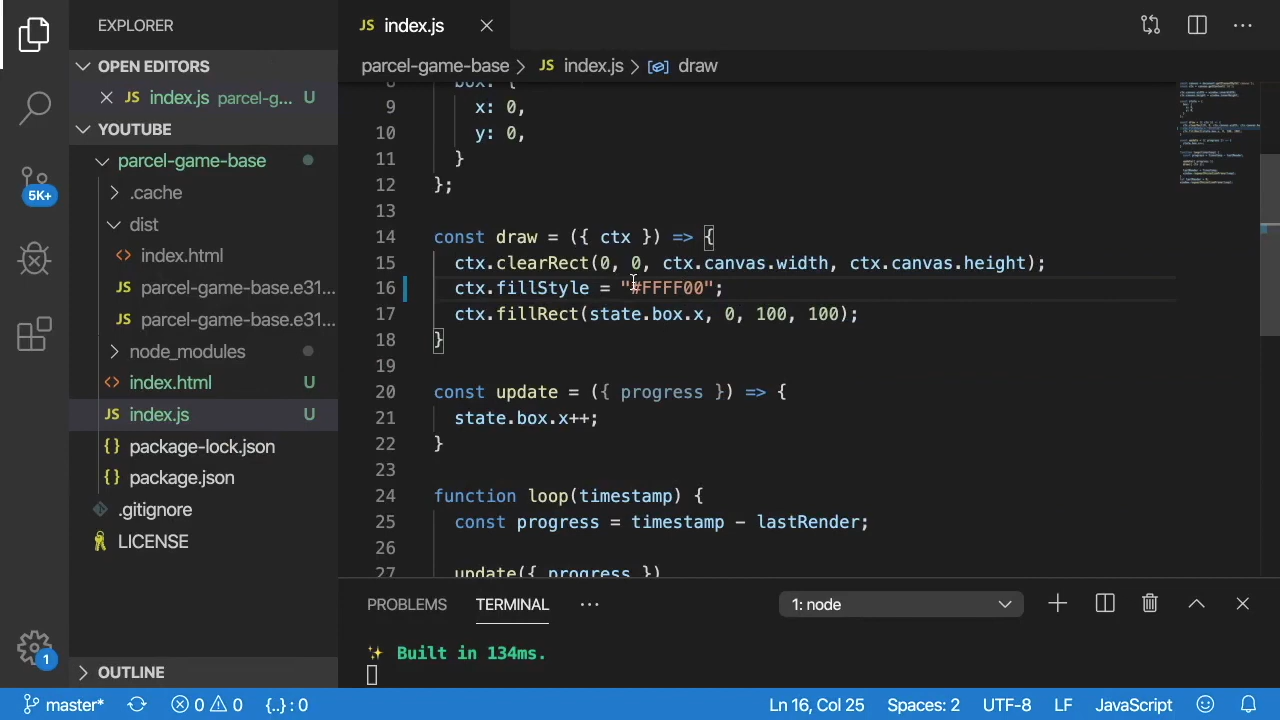 EXPLORER
OPEN EDITORS
JS index.js parcel-g... U
YOUTUBE
parcel-game-base
.cache
dist
<> index.html
JS parcel-game-base.e31...
JS parcel-game-base.e31...
node_modules
<> index.html U
JS index.js U
{} package-lock.json
{} package.json
.gitignore
LICENSE
OUTLINE
5K+
1
JS index.js
parcel-game-base > JS index.js > draw
8 box: {
9 x: 0,
10 y: 0,
11 }
12 };
13
14 const draw = ({ ctx }) => {
15 ctx.clearRect(0, 0, ctx.canvas.width, ctx.canvas.height);
16 ctx.fillStyle = "#FFFF00";
17 ctx.fillRect(state.box.x, 0, 100, 100);
18 }
19
20 const update = ({ progress }) => {
21 state.box.x++;
22 }
23
24 function loop(timestamp) {
25 const progress = timestamp - lastRender;
26
27 update({ progress })
PROBLEMS TERMINAL ... 1: node
Built in 134ms.
master* 0 0 {..} : 0 Ln 16, Col 25 Spaces: 2 UTF-8 LF JavaScript